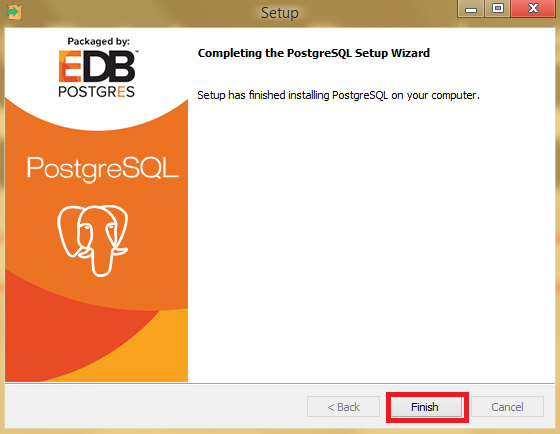 Setup
Packaged by:
EDB™
POSTGRES
PostgreSQL
Completing the PostgreSQL Setup Wizard
Setup has finished installing PostgreSQL on your computer.
< Back
Finish
Cancel